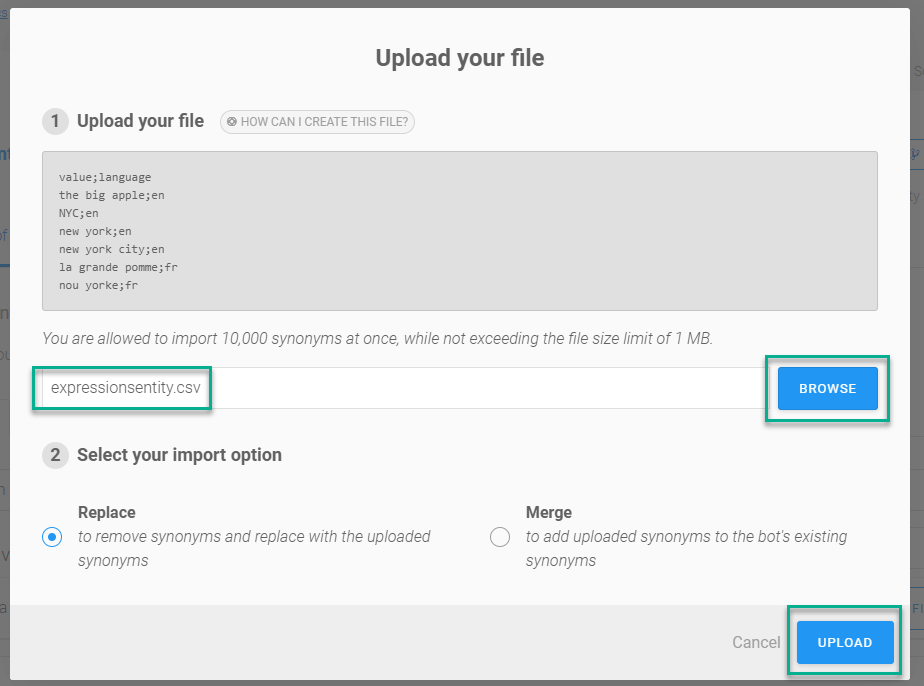 Upload your file
1 Upload your file HOW CAN I CREATE THIS FILE?
value;language
the big apple;en
NYC;en
new york;en
new york city;en
la grande pomme;fr
nou yorke;fr
You are allowed to import 10,000 synonyms at once, while not exceeding the file size limit of 1 MB.
expressionsentity.csv BROWSE
2 Select your import option
Replace
to remove synonyms and replace with the uploaded
synonyms
Merge
to add uploaded synonyms to the bot's existing
synonyms
Cancel UPLOAD